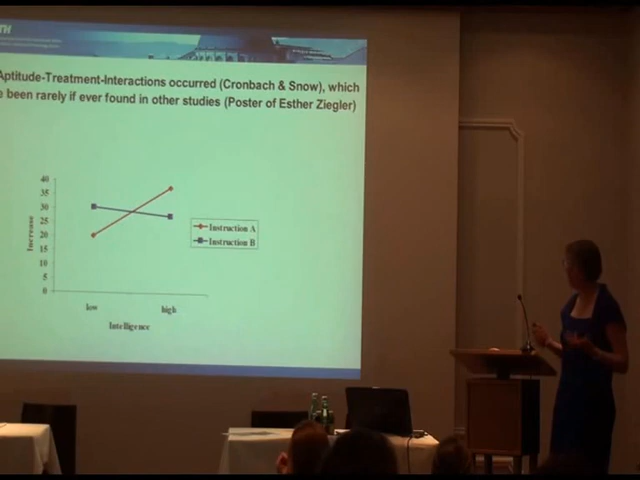 TH
Aptitude-Treatment-Interactions occurred (Cronbach & Snow), which
e been rarely if ever found in other studies (Poster of Esther Ziegler)
40
35
30
25
20
15
10
5
0
Increase
Instruction A
Instruction B
low high
Intelligence